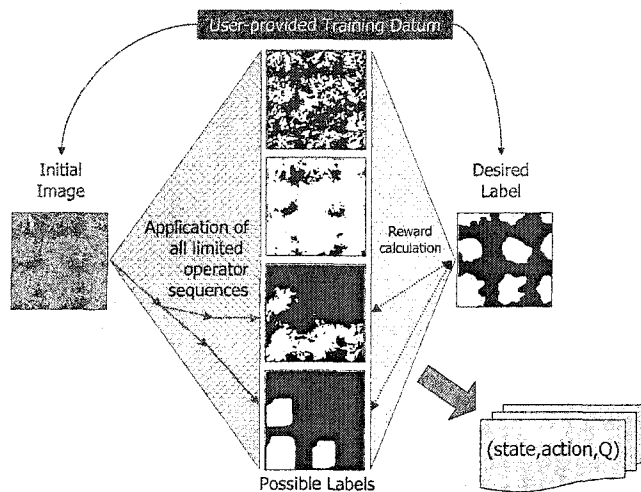 User-provided Training Datum
Initial
Image
Desired
Label
Application of
all limited
operator
sequences
Reward
calculation
(state,action,Q)
Possible Labels